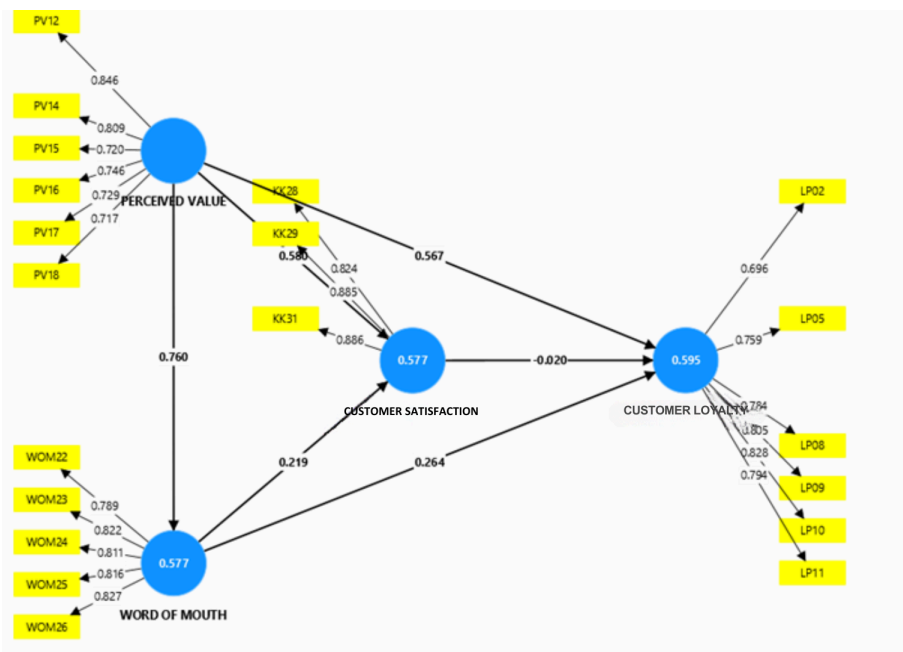 PV12
0.846
PV14
0.809
PV15
0.720
0.746
PV16
0.729
PERCEIVED VALUE
0.717
PV17
PV18
KK28
KK29
0.580
0.567
0.824
0.885
KK31
0.886
0.760
0.577
-0.020
0.595
CUSTOMER SATISFACTION
CUSTOMER LOYALTY
LP02
0.696
LP05
0.759
0.784
0.805
LP08
0.828
0.794
LP09
LP10
LP11
0.219
0.264
WOM22
0.789
WOM23
0.822
WOM24
0.811
WOM25
0.816
0.827
WOM26
0.577
WORD OF MOUTH